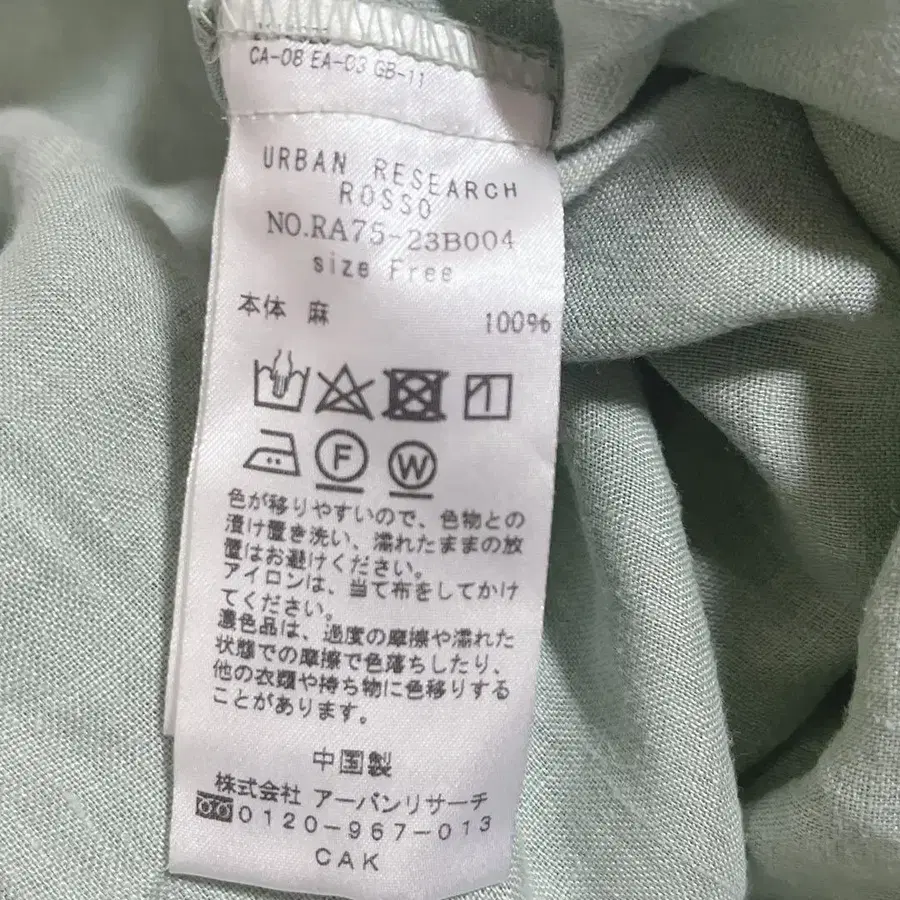 CA-08 EA-03 GB-11
URBAN RESEARCH
ROSSO
NO.RA75-23B004
size Free
本体 麻 100%
F W
色が移りやすいので、色物との
漬け置き洗い、濡れたままの放
置はお避けください。
アイロンは、当て布をしてかけ
てください。
濃色品は、過度の摩擦や濡れた
状態での摩擦で色落ちしたり、
他の衣類や持ち物に色移りする
ことがあります。
中国製
株式会社 アーバンリサーチ
0120-967-013
CAK